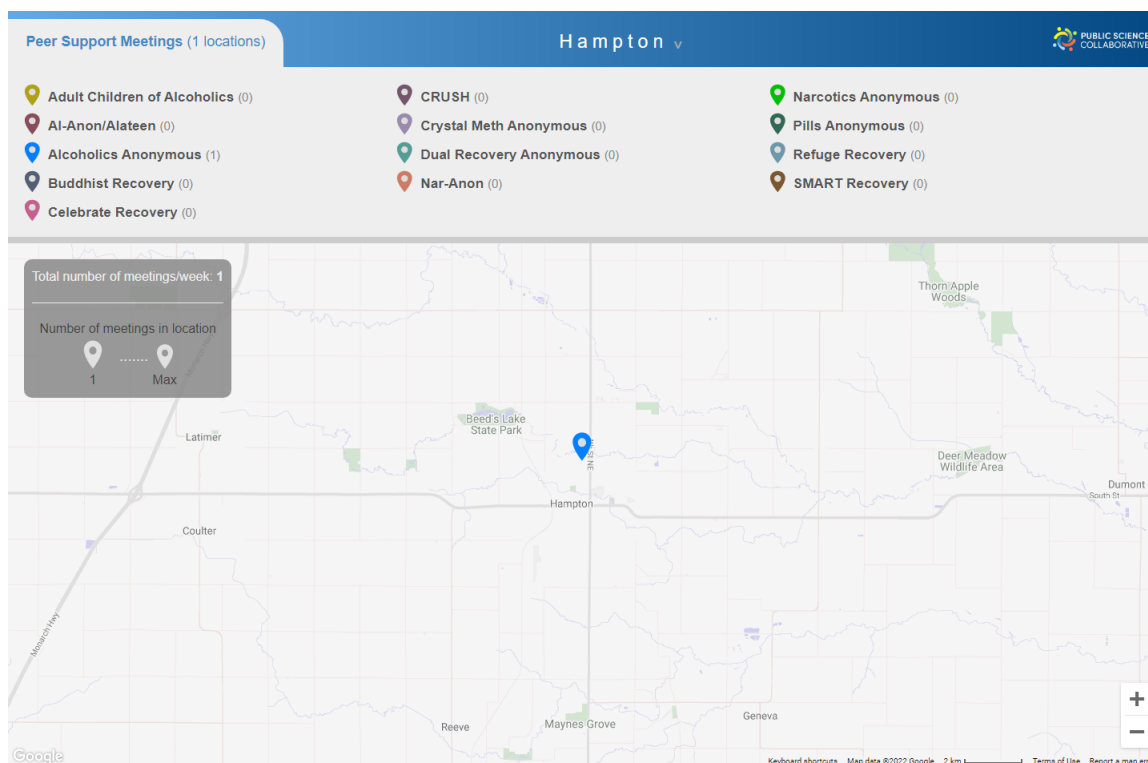 Peer Support Meetings (1 locations)
Hampton v
PUBLIC SCIENCE
COLLABORATIVE
Adult Children of Alcoholics (0)
Al-Anon/Alateen (0)
Alcoholics Anonymous (1)
Buddhist Recovery (0)
Celebrate Recovery (0)
CRUSH (0)
Crystal Meth Anonymous (0)
Dual Recovery Anonymous (0)
Nar-Anon (0)
Narcotics Anonymous (0)
Pills Anonymous (0)
Refuge Recovery (0)
SMART Recovery (0)
Total number of meetings/week: 1
Number of meetings in location
1 ....... Max
Monarch Hwy
Thorn Apple
Woods
Beed's Lake
State Park
Latimer
Deer Meadow
Wildlife Area
Dumont
South St
Hampton
Coulter
Monarch Hwy
Geneva
Maynes Grove
Reeve
Google
Keyboard shortcuts
Map data ©2022 Google
2 km
Terms of Use
Report a map